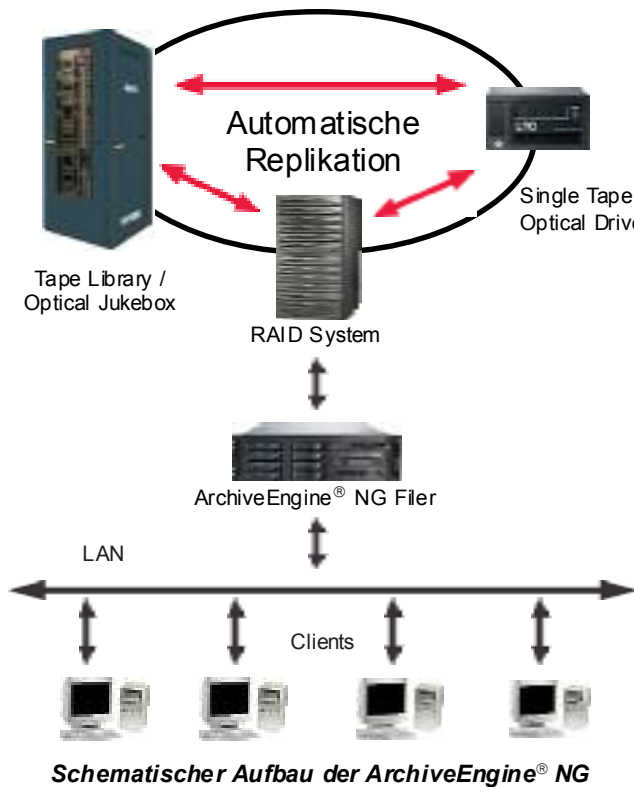 Automatische
Replikation
LTO
Single Tape
Optical Drive
Tape Library /
Optical Jukebox
RAID System
ArchiveEngine® NG Filer
LAN
Clients
Schematischer Aufbau der ArchiveEngine® NG